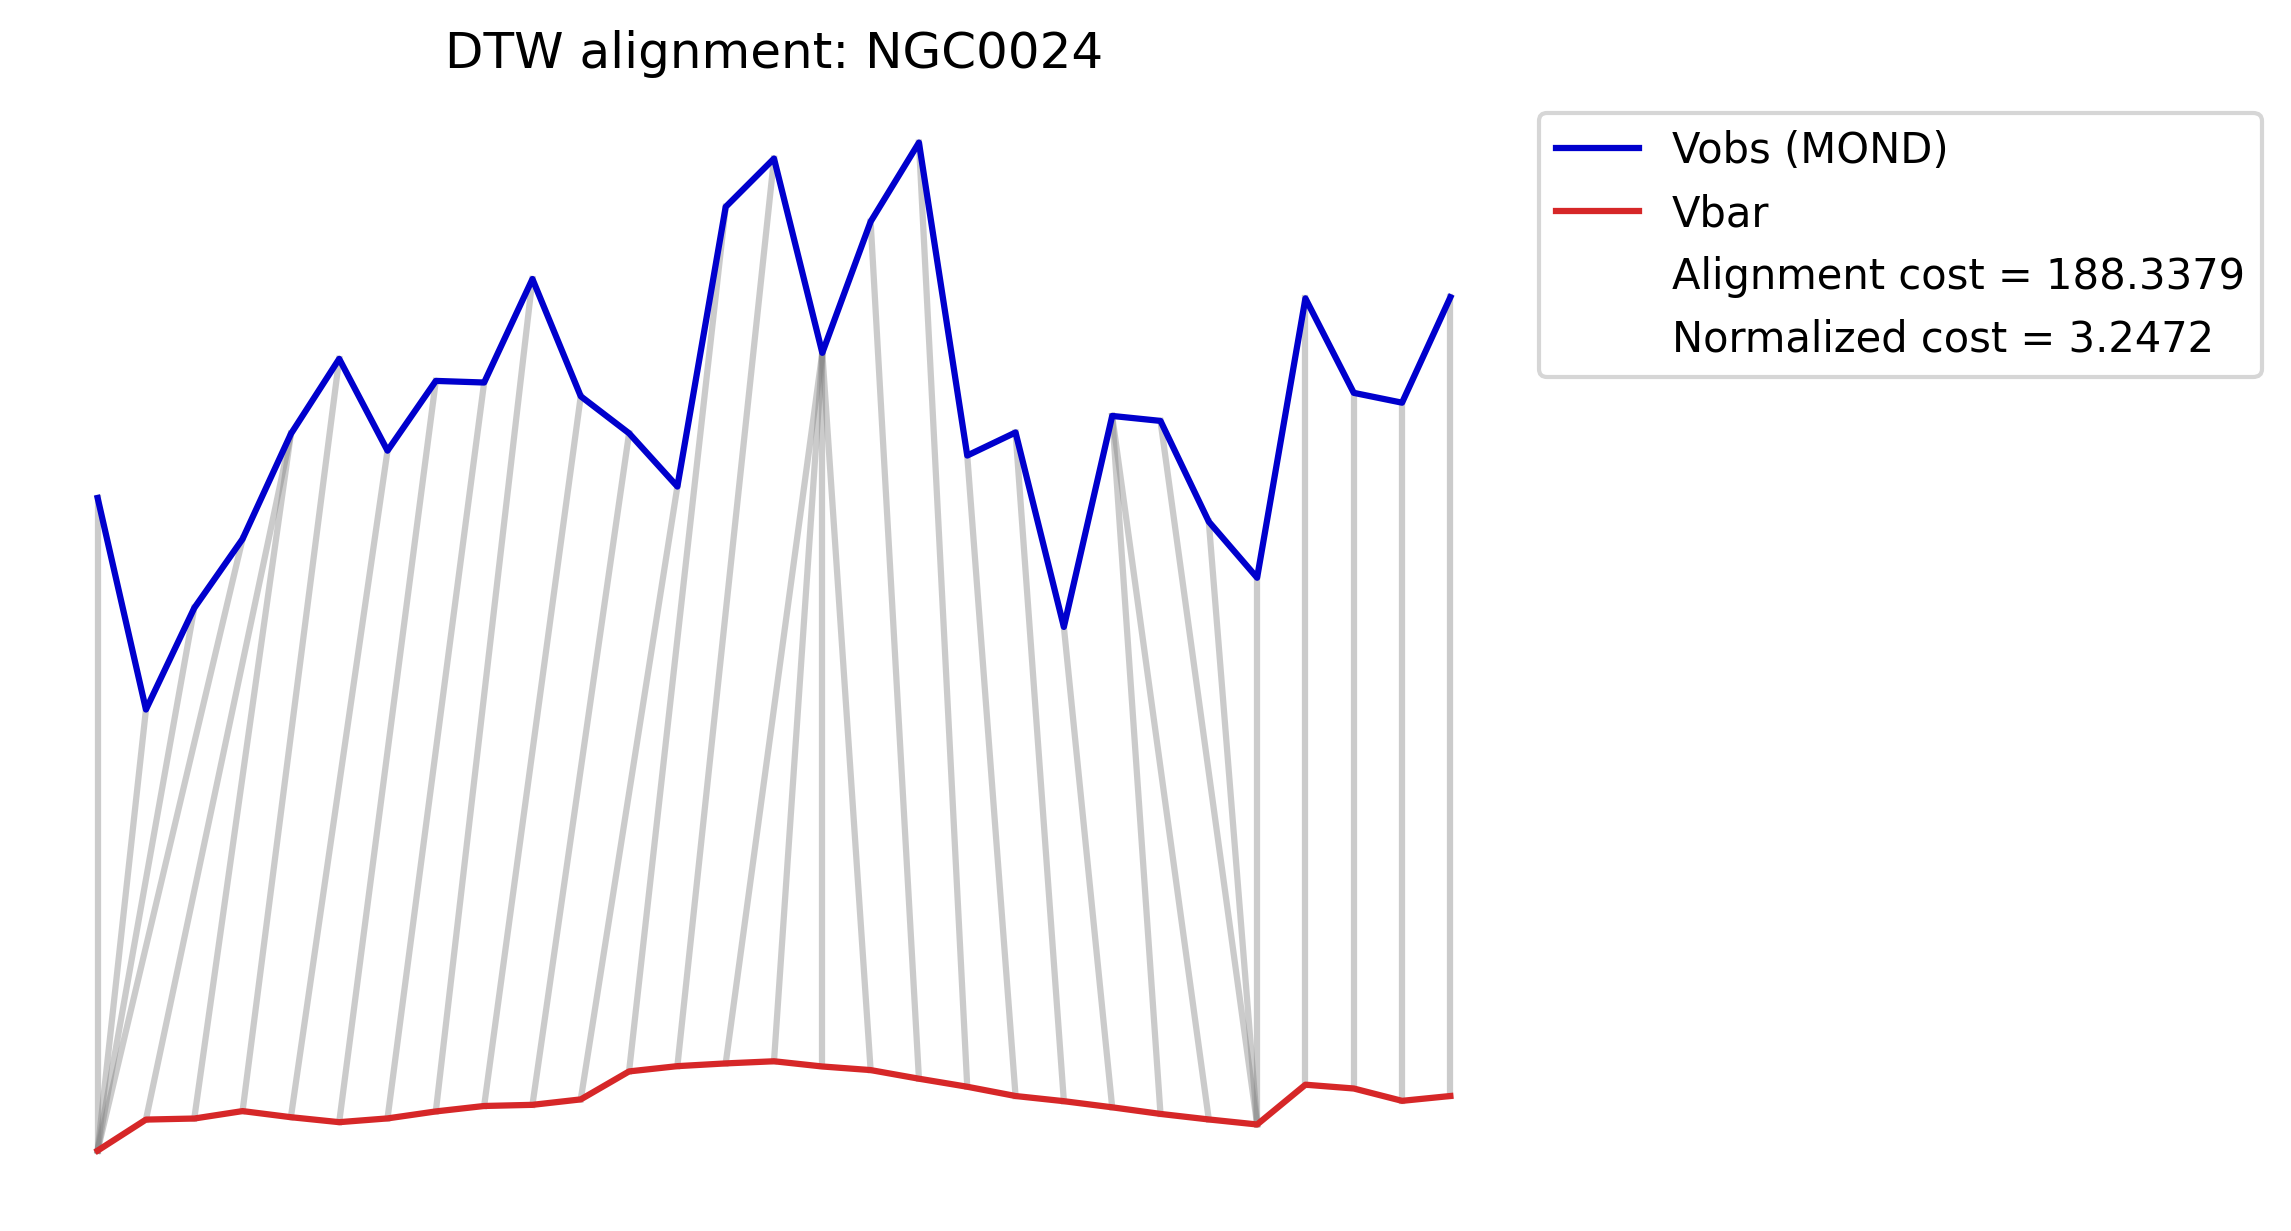 DTW alignment: NGC0024
Vobs (MOND)
Vbar
Alignment cost = 188.3379
Normalized cost = 3.2472